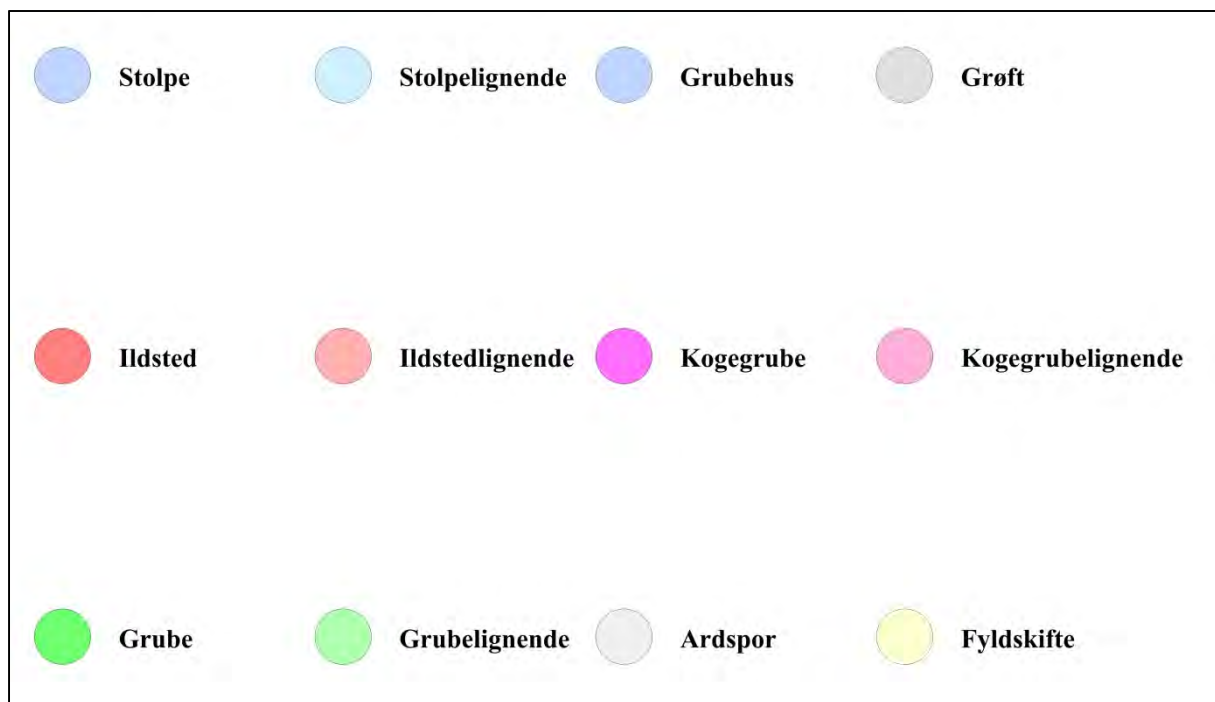 Stolpe Stolpelignende Grubehus Grøft
Ildsted Ildstedlignende Kogegrube Kogegrubelignende
Grube Grubelignende Ardspor Fyldskifte